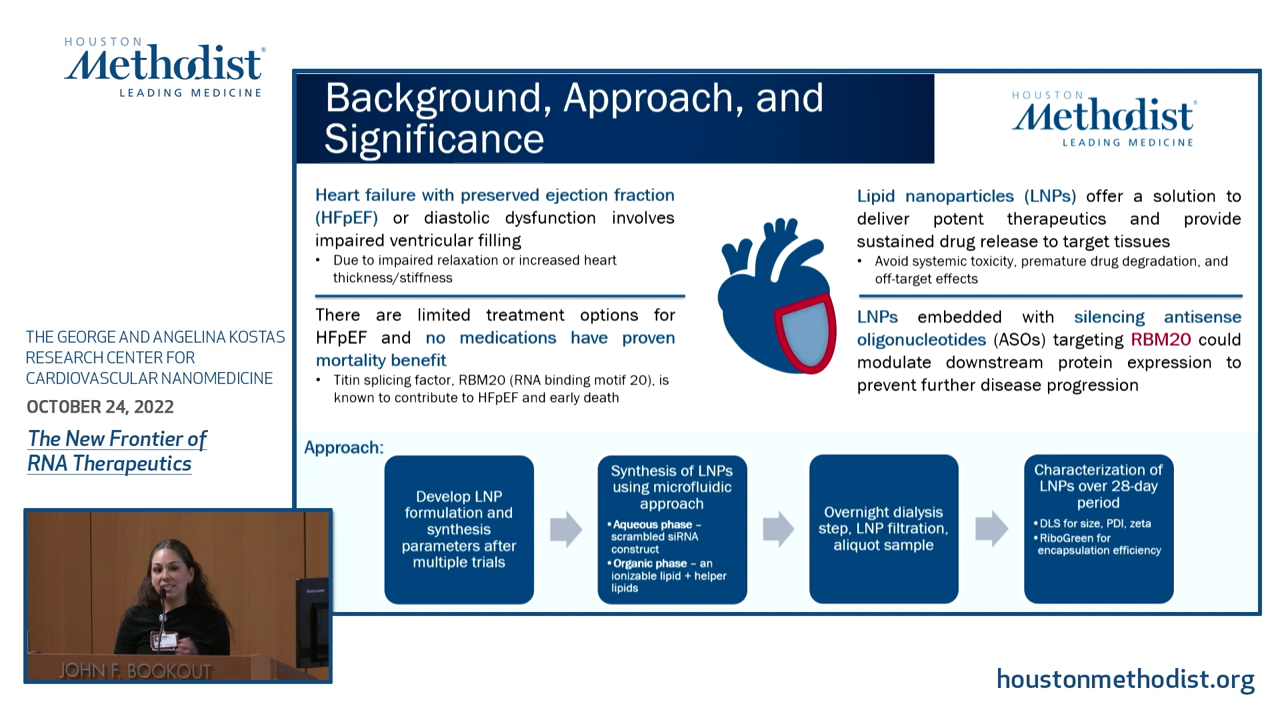 HOUSTON
Methodist®
LEADING MEDICINE
THE GEORGE AND ANGELINA KOSTAS
RESEARCH CENTER FOR
CARDIOVASCULAR NANOMEDICINE
OCTOBER 24, 2022
The New Frontier of
RNA Therapeutics
JOHN F. BOOKOUT
Background, Approach, and
Significance
HOUSTON
Methodist®
LEADING MEDICINE
Heart failure with preserved ejection fraction
(HFpEF) or diastolic dysfunction involves
impaired ventricular filling
• Due to impaired relaxation or increased heart
thickness/stiffness
There are limited treatment options for
HFpEF and no medications have proven
mortality benefit
• Titin splicing factor, RBM20 (RNA binding motif 20), is
known to contribute to HFpEF and early death
Lipid nanoparticles (LNPs) offer a solution to
deliver potent therapeutics and provide
sustained drug release to target tissues
• Avoid systemic toxicity, premature drug degradation, and
off-target effects
LNPs embedded with silencing antisense
oligonucleotides (ASOs) targeting RBM20 could
modulate downstream protein expression to
prevent further disease progression
Approach:
Develop LNP
formulation and
synthesis
parameters after
multiple trials
Synthesis of LNPs
using microfluidic
approach
• Aqueous phase –
scrambled siRNA
construct
• Organic phase – an
ionizable lipid + helper
lipids
Overnight dialysis
step, LNP filtration,
aliquot sample
Characterization of
LNPs over 28-day
period
• DLS for size, PDI, zeta
• RiboGreen for
encapsulation efficiency
houstonmethodist.org